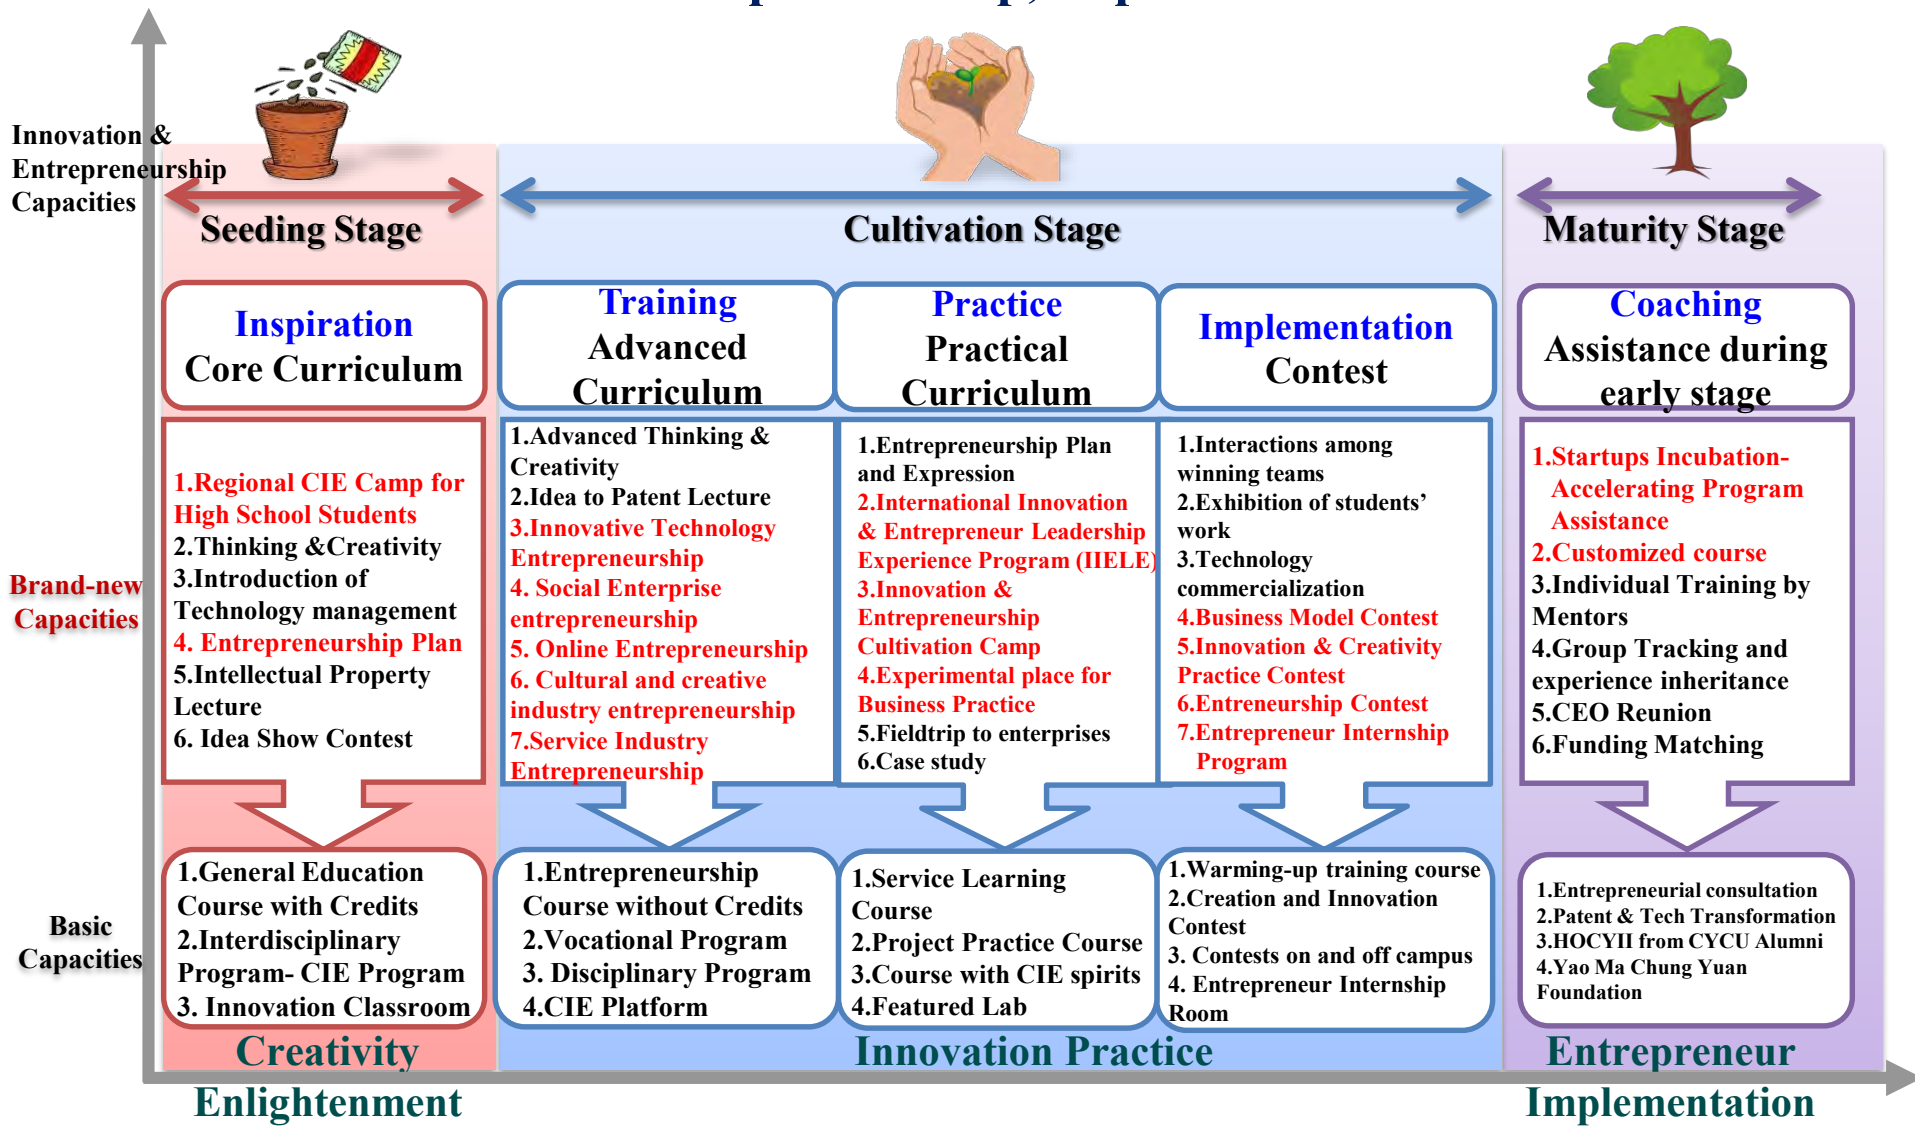 Innovation &
Entrepreneurship
Capacities
Seeding Stage
Cultivation Stage
Maturity Stage
Inspiration
Core Curriculum
Training
Advanced
Curriculum
Practice
Practical
Curriculum
Implementation
Contest
Coaching
Assistance during
early stage
Brand-new
Capacities
1.Regional CIE Camp for
High School Students
2.Thinking &Creativity
3.Introduction of
Technology management
4. Entrepreneurship Plan
5.Intellectual Property
Lecture
6. Idea Show Contest
1.Advanced Thinking &
Creativity
2.Idea to Patent Lecture
3.Innovative Technology
Entrepreneurship
4. Social Enterprise
entrepreneurship
5. Online Entrepreneurship
6. Cultural and creative
industry entrepreneurship
7.Service Industry
Entrepreneurship
1.Entrepreneurship Plan
and Expression
2.International Innovation
& Entrepreneur Leadership
Experience Program (IIELE)
3.Innovation &
Entrepreneurship
Cultivation Camp
4.Experimental place for
Business Practice
5.Fieldtrip to enterprises
6.Case study
1.Interactions among
winning teams
2.Exhibition of students’
work
3.Technology
commercialization
4.Business Model Contest
5.Innovation & Creativity
Practice Contest
6.Entreneurship Contest
7.Entrepreneur Internship
Program
1.Startups Incubation-
Accelerating Program
Assistance
2.Customized course
3.Individual Training by
Mentors
4.Group Tracking and
experience inheritance
5.CEO Reunion
6.Funding Matching
Basic
Capacities
1.General Education
Course with Credits
2.Interdisciplinary
Program- CIE Program
3. Innovation Classroom
1.Entrepreneurship
Course without Credits
2.Vocational Program
3. Disciplinary Program
4.CIE Platform
1.Service Learning
Course
2.Project Practice Course
3.Course with CIE spirits
4.Featured Lab
1.Warming-up training course
2.Creation and Innovation
Contest
3. Contests on and off campus
4. Entrepreneur Internship
Room
1.Entrepreneurial consultation
2.Patent & Tech Transformation
3.HOCYII from CYCU Alumni
4.Yao Ma Chung Yuan
Foundation
Creativity
Enlightenment
Innovation Practice
Entrepreneur
Implementation